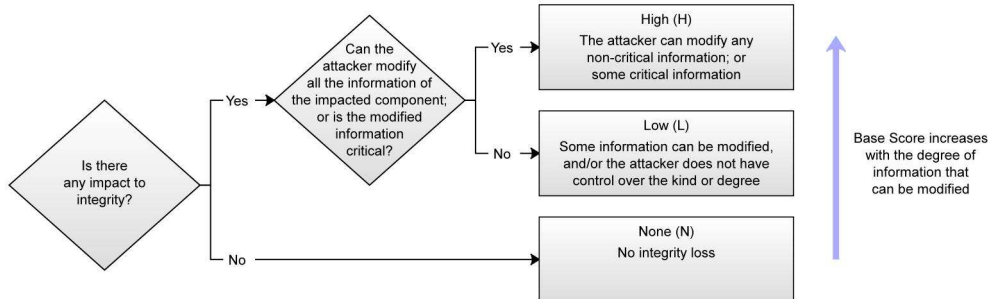 Is there
any impact to
integrity?
Yes
No
Can the
attacker modify
all the information of
the impacted component;
or is the modified
information
critical?
Yes
No
High (H)
The attacker can modify any
non-critical information; or
some critical information
Low (L)
Some information can be modified,
and/or the attacker does not have
control over the kind or degree
None (N)
No integrity loss
Base Score increases
with the degree of
information that
can be modified